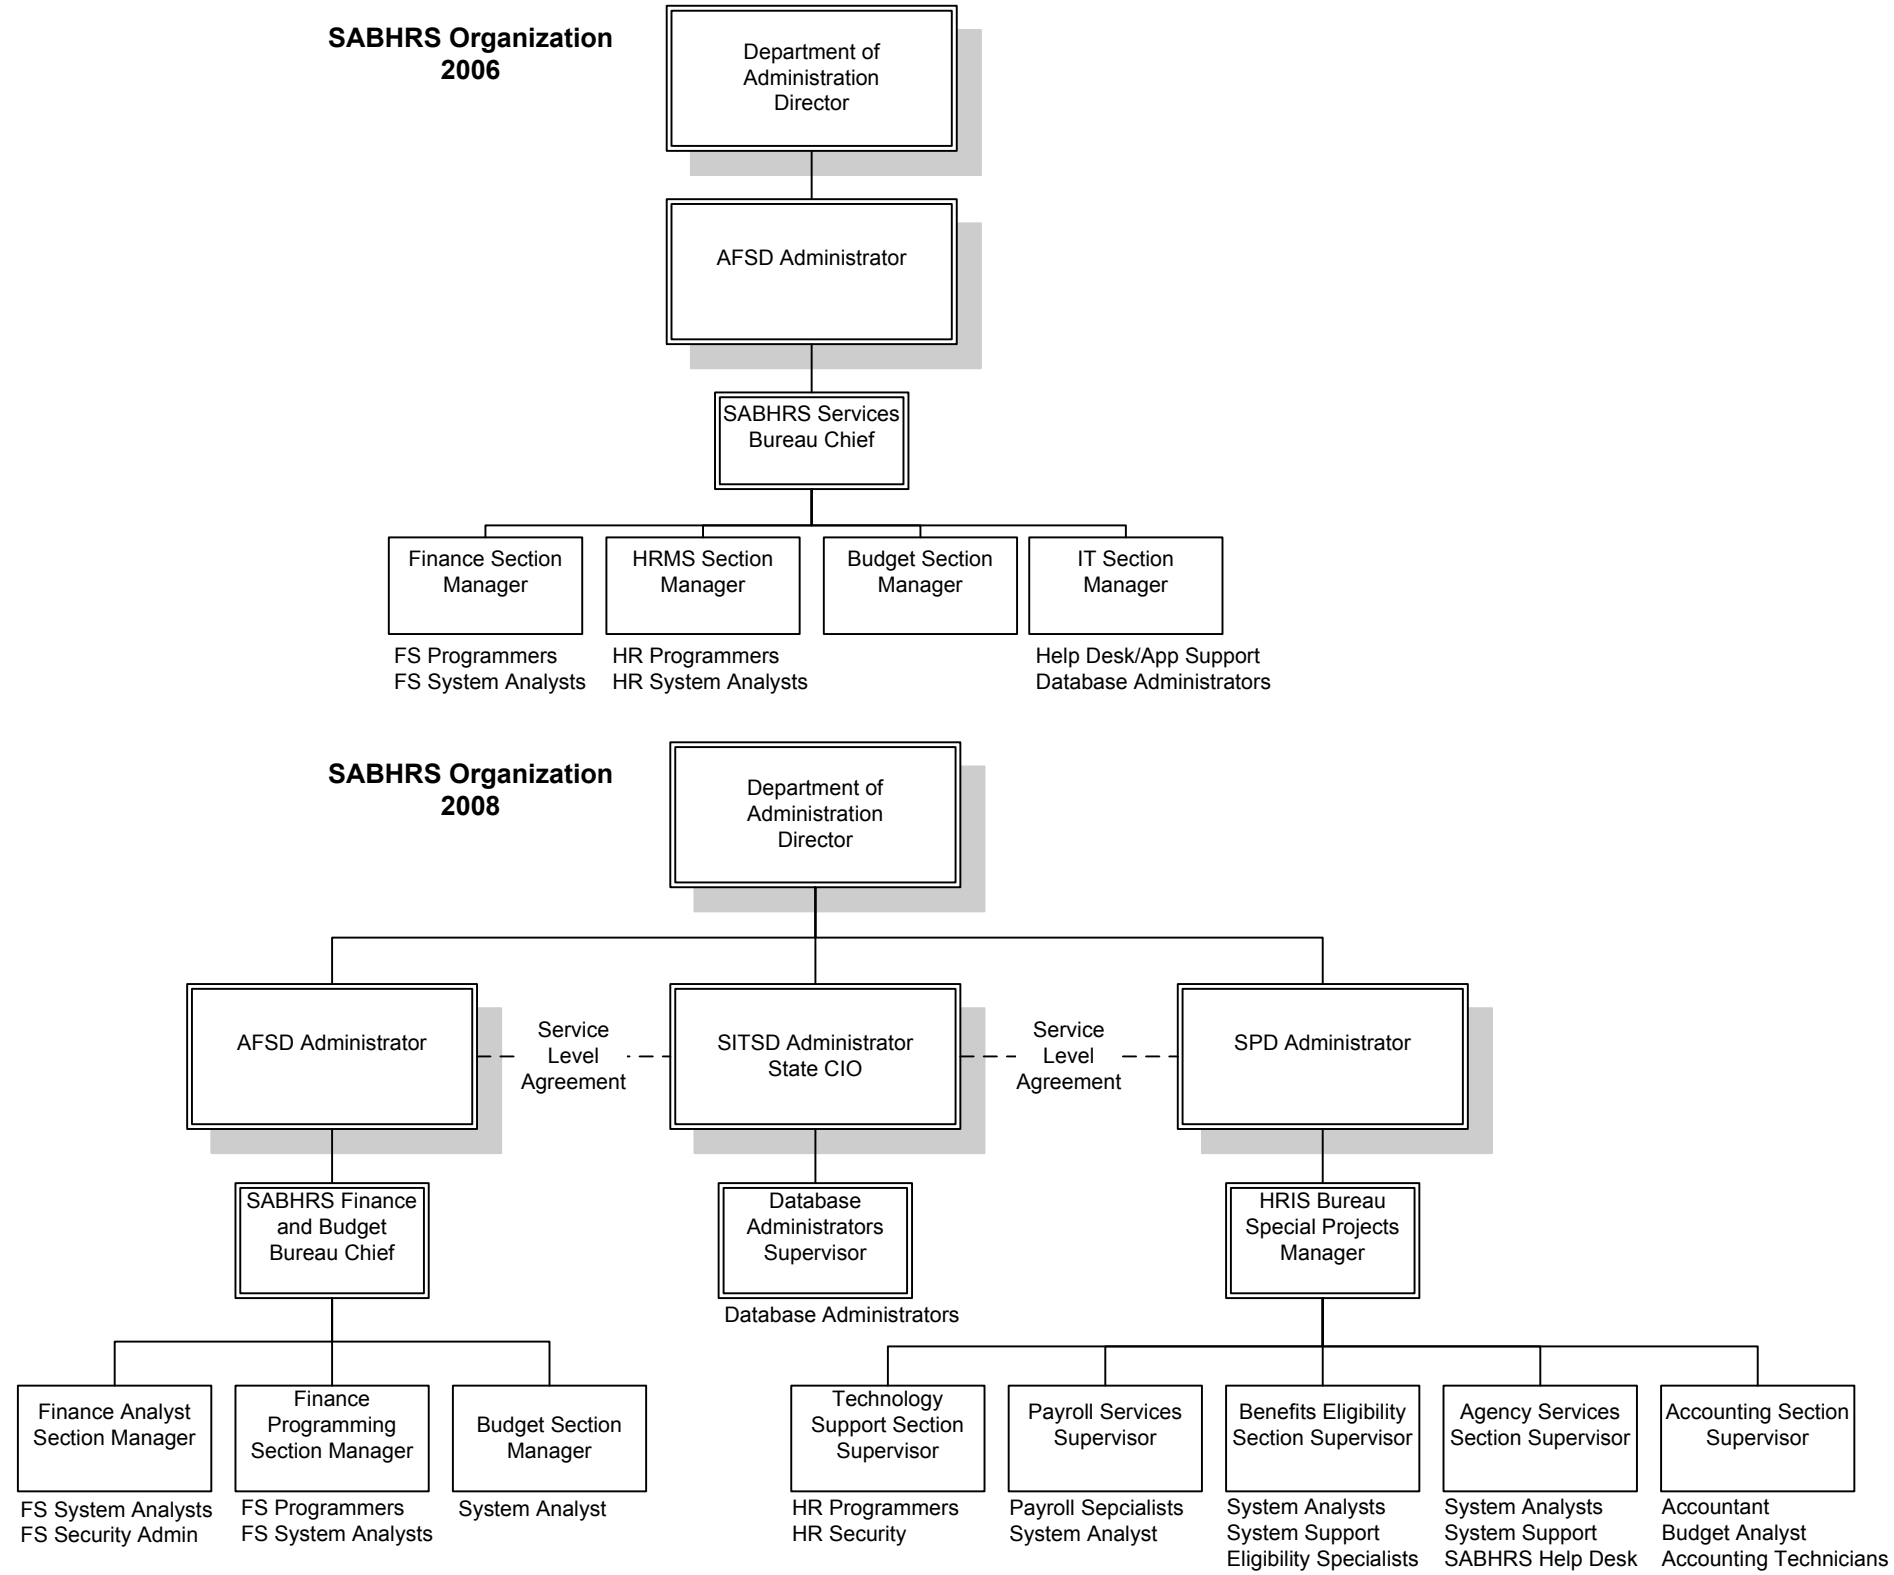 SABHRS Organization
2006
Department of
Administration
Director
AFSD Administrator
SABHRS Services
Bureau Chief
Finance Section
Manager
HRMS Section
Manager
Budget Section
Manager
IT Section
Manager
FS Programmers
FS System Analysts
HR Programmers
HR System Analysts
Help Desk/App Support
Database Administrators
SABHRS Organization
2008
Department of
Administration
Director
AFSD Administrator
Service
Level
Agreement
SITSD Administrator
State CIO
Service
Level
Agreement
SPD Administrator
SABHRS Finance
and Budget
Bureau Chief
Database
Administrators
Supervisor
Database Administrators
HRIS Bureau
Special Projects
Manager
Finance Analyst
Section Manager
FS System Analysts
FS Security Admin
Finance
Programming
Section Manager
FS Programmers
FS System Analysts
Budget Section
Manager
System Analyst
Technology
Support Section
Supervisor
HR Programmers
HR Security
Payroll Services
Supervisor
Payroll Sepcialists
System Analyst
Benefits Eligibility
Section Supervisor
System Analysts
System Support
Eligibility Specialists
Agency Services
Section Supervisor
System Analysts
System Support
SABHRS Help Desk
Accounting Section
Supervisor
Accountant
Budget Analyst
Accounting Technicians